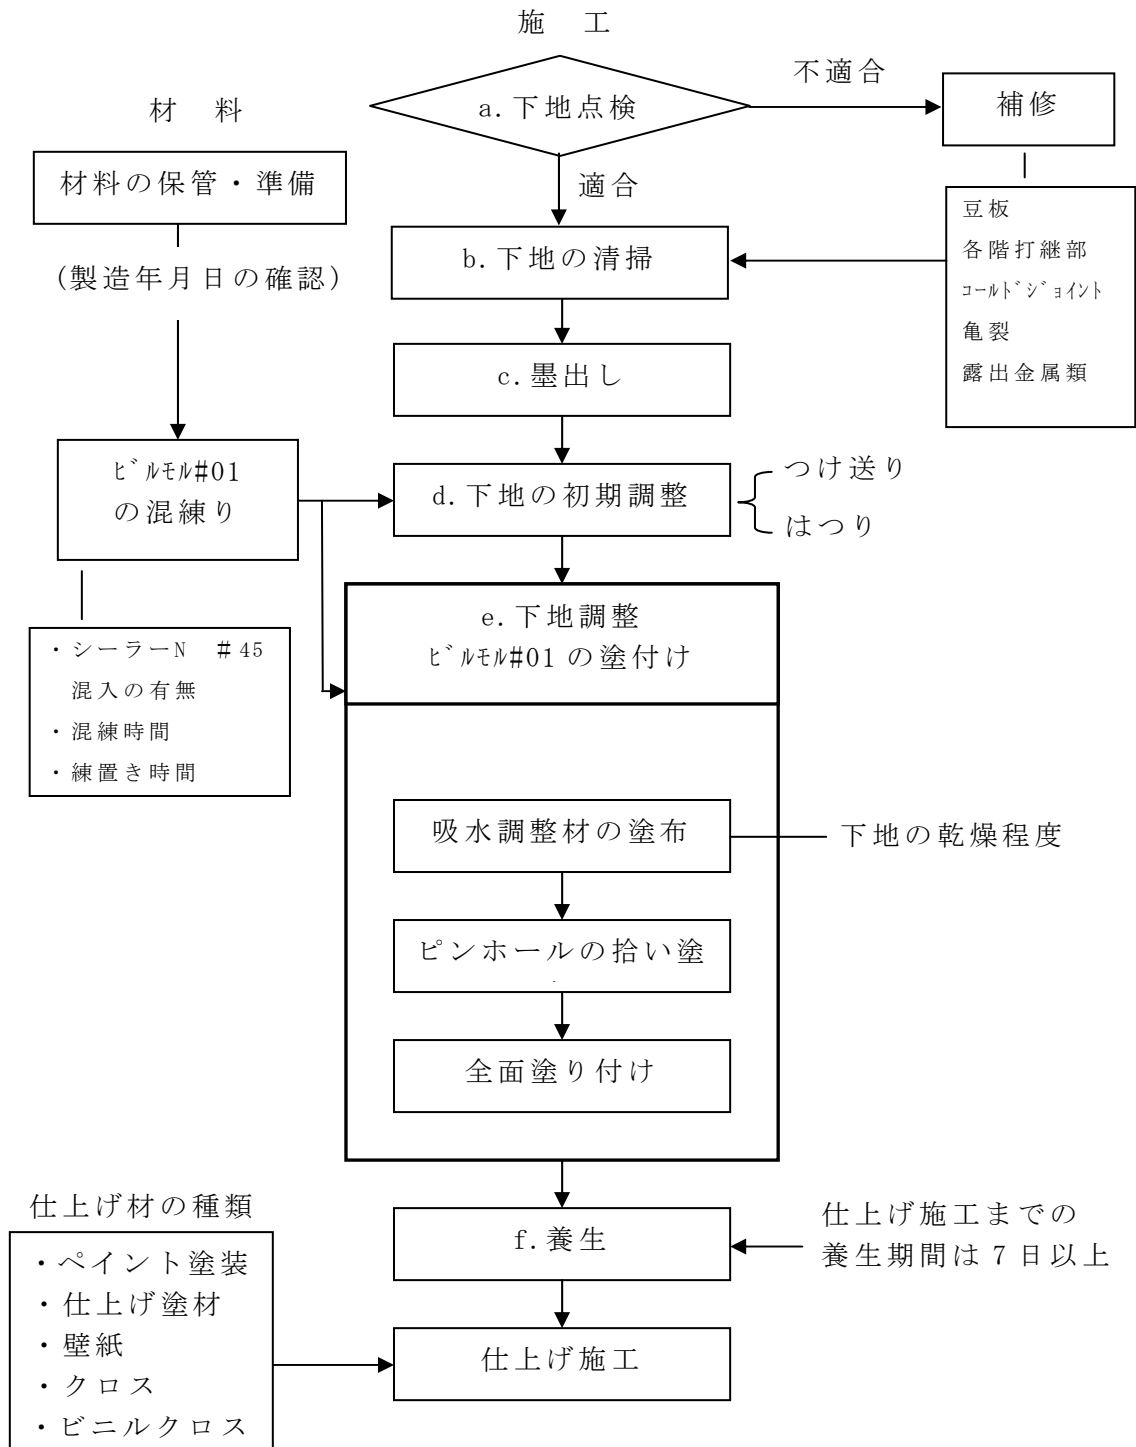 施 工
a.下地点検
不適合
補修
豆板
各階打継部
ｺｰﾙﾄﾞｼﾞｮｲﾝﾄ
亀裂
露出金属類
適合
材 料
材料の保管・準備
(製造年月日の確認)
ﾋﾞﾙﾓﾙ#01
の混練り
・シーラーN #45
混入の有無
・混練時間
・練置き時間
b.下地の清掃
c.墨出し
d.下地の初期調整
つけ送り
はつり
e.下地調整
ﾋﾞﾙﾓﾙ#01の塗付け
吸水調整材の塗布
下地の乾燥程度
ピンホールの拾い塗
全面塗り付け
f.養生
仕上げ施工までの
養生期間は7日以上
仕上げ材の種類
・ペイント塗装
・仕上げ塗材
・壁紙
・クロス
・ビニルクロス
仕上げ施工